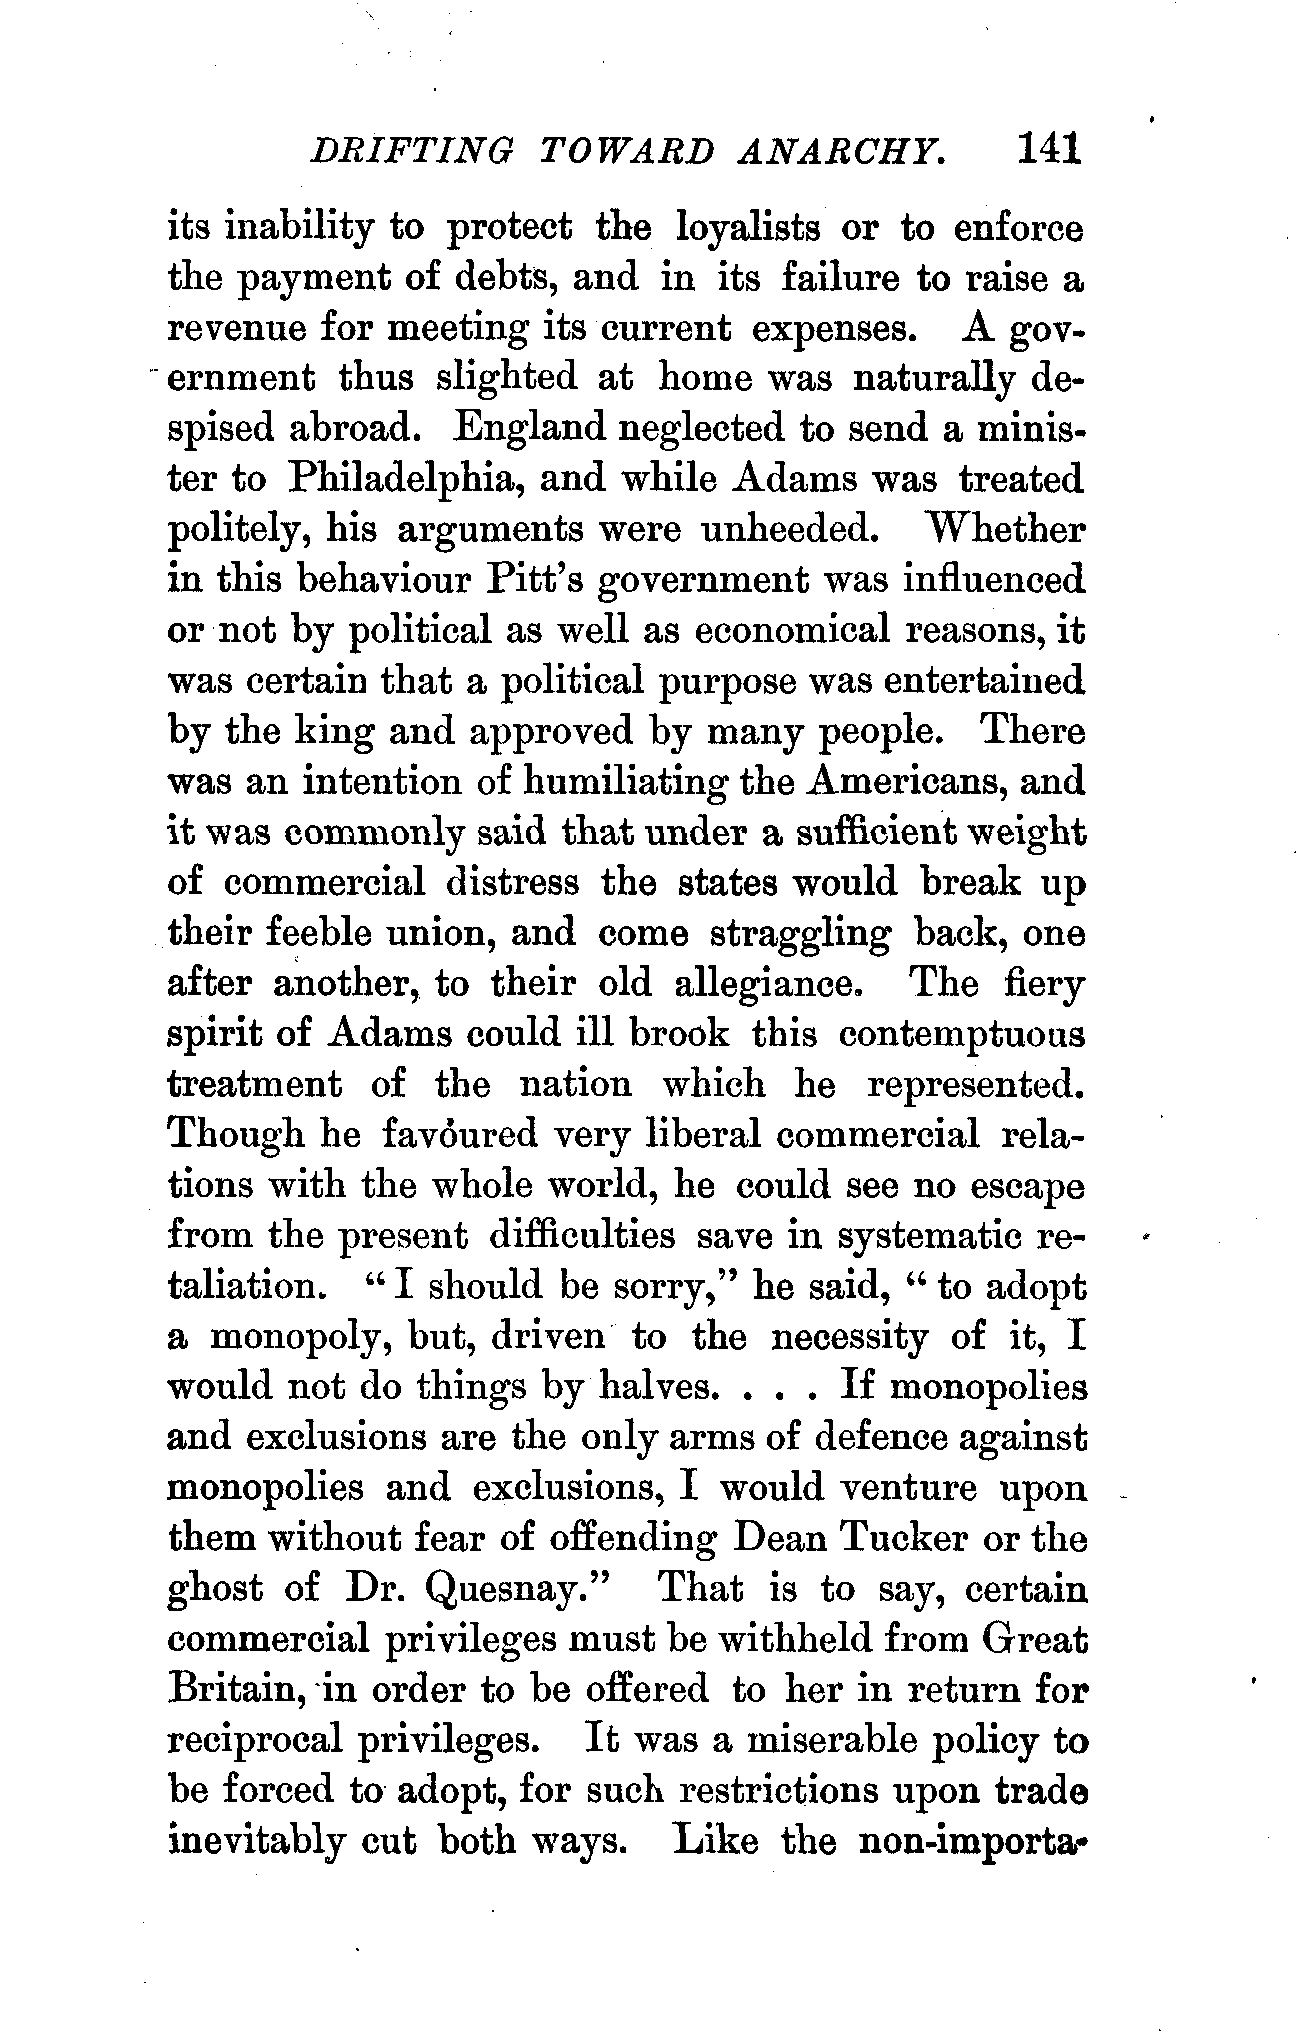 DRIFTING TOWARD ANARCHY. 141
its inability to protect the loyalists or to enforce
the payment of debts, and in its failure to raise a
revenue for meeting its current expenses. A gov-
ernment thus slighted at home was naturally de-
spised abroad. England neglected to send a minis-
ter to Philadelphia, and while Adams was treated
politely, his arguments were unheeded. Whether
in this behaviour Pitt's government was influenced
or not by political as well as economical reasons, it
was certain that a political purpose was entertained
by the king and approved by many people. There
was an intention of humiliating the Americans, and
it was commonly said that under a sufficient weight
of commercial distress the states would break up
their feeble union, and come straggling back, one
after another, to their old allegiance. The fiery
spirit of Adams could ill brook this contemptuous
treatment of the nation which he represented.
Though he favoured very liberal commercial rela-
tions with the whole world, he could see no escape
from the present difficulties save in systematic re-
taliation. "I should be sorry," he said, "to adopt
a monopoly, but, driven to the necessity of it, I
would not do things by halves. . . . If monopolies
and exclusions are the only arms of defence against
monopolies and exclusions, I would venture upon
them without fear of offending Dean Tucker or the
ghost of Dr. Quesnay." That is to say, certain
commercial privileges must be withheld from Great
Britain, in order to be offered to her in return for
reciprocal privileges. It was a miserable policy to
be forced to adopt, for such restrictions upon trade
inevitably cut both ways. Like the non-importa-